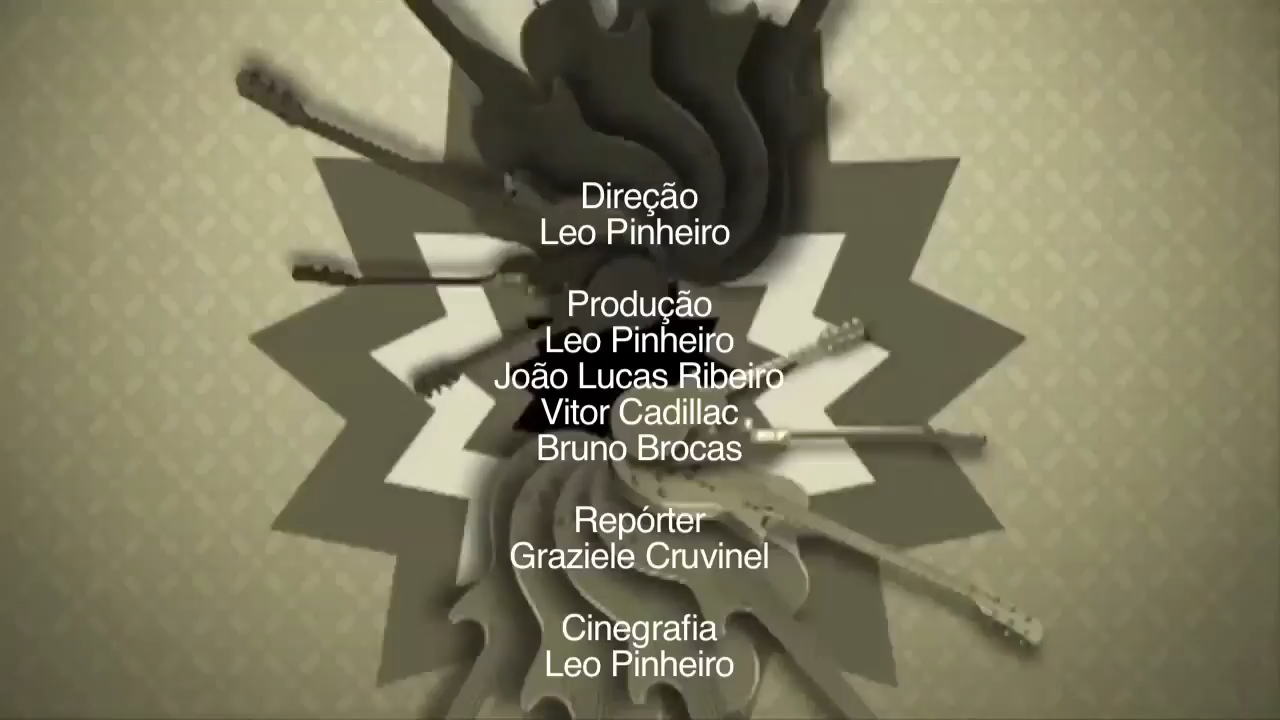 Direção
Leo Pinheiro
Produção
Leo Pinheiro
João Lucas Ribeiro
Vitor Cadillac
Bruno Brocas
Repórter
Graziele Cruvinel
Cinegrafia
Leo Pinheiro